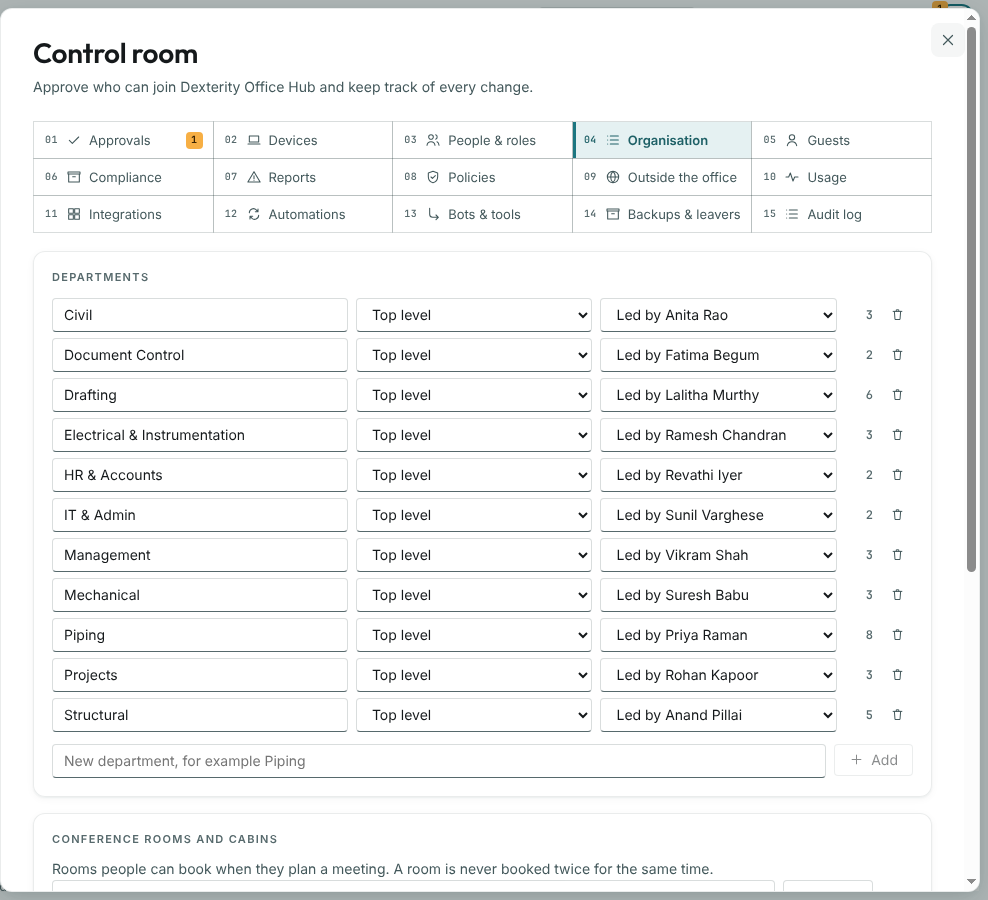 Control room
Approve who can join Dexterity Office Hub and keep track of every change.
01 Approvals 1
02 Devices
03 People & roles
04 Organisation
05 Guests
06 Compliance
07 Reports
08 Policies
09 Outside the office
10 Usage
11 Integrations
12 Automations
13 Bots & tools
14 Backups & leavers
15 Audit log
DEPARTMENTS
Civil Top level Led by Anita Rao 3
Document Control Top level Led by Fatima Begum 2
Drafting Top level Led by Lalitha Murthy 6
Electrical & Instrumentation Top level Led by Ramesh Chandran 3
HR & Accounts Top level Led by Revathi Iyer 2
IT & Admin Top level Led by Sunil Varghese 2
Management Top level Led by Vikram Shah 3
Mechanical Top level Led by Suresh Babu 3
Piping Top level Led by Priya Raman 8
Projects Top level Led by Rohan Kapoor 3
Structural Top level Led by Anand Pillai 5
New department, for example Piping
+ Add
CONFERENCE ROOMS AND CABINS
Rooms people can book when they plan a meeting. A room is never booked twice for the same time.